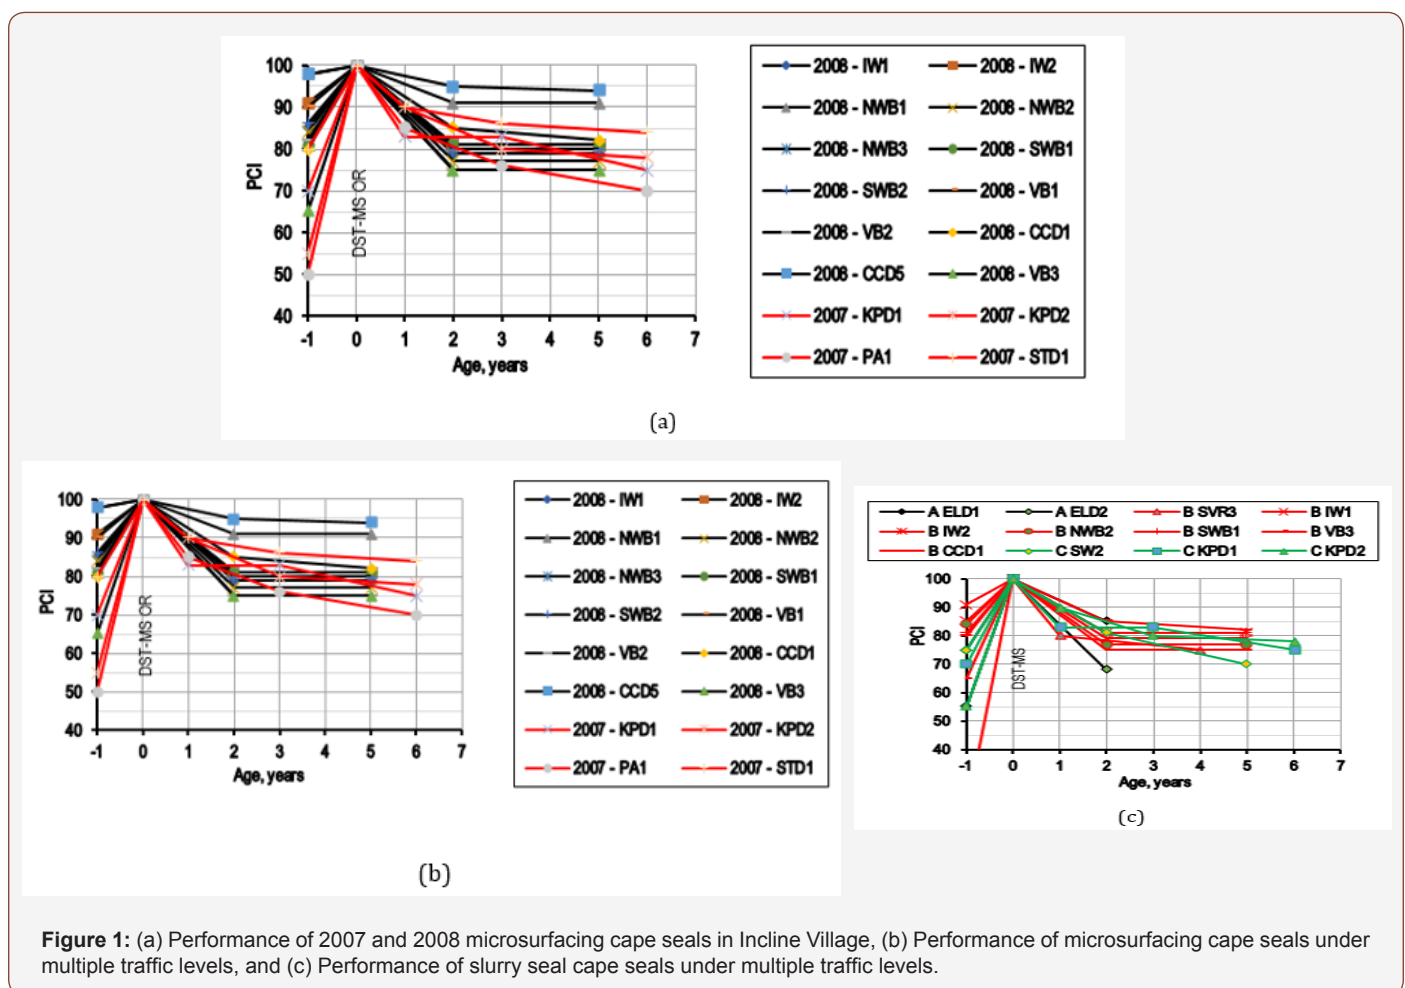 100
90
80
70
60
50
40
PCI
DST-MS OR
-1 0 1 2 3 4 5 6 7
Age, years
2008 - IW1 2008 - IW2
2008 - NWB1 2008 - NWB2
2008 - NWB3 2008 - SWB1
2008 - SWB2 2008 - VB1
2008 - VB2 2008 - CCD1
2008 - CCD5 2008 - VB3
2007 - KPD1 2007 - KPD2
2007 - PA1 2007 - STD1
(a)
100
90
80
70
60
50
40
PCI
DST-MS OR
-1 0 1 2 3 4 5 6 7
Age, years
2008 - IW1 2008 - IW2
2008 - NWB1 2008 - NWB2
2008 - NWB3 2008 - SWB1
2008 - SWB2 2008 - VB1
2008 - VB2 2008 - CCD1
2008 - CCD5 2008 - VB3
2007 - KPD1 2007 - KPD2
2007 - PA1 2007 - STD1
(b)
A ELD1 A ELD2 B SVR3 B IW1
B IW2 B NWB2 B SWB1 B VB3
B CCD1 C SW2 C KPD1 C KPD2
100
90
80
70
60
50
40
PCI
DST-MS
-1 0 1 2 3 4 5 6 7
Age, years
(c)
Figure 1: (a) Performance of 2007 and 2008 microsurfacing cape seals in Incline Village, (b) Performance of microsurfacing cape seals under
multiple traffic levels, and (c) Performance of slurry seal cape seals under multiple traffic levels.